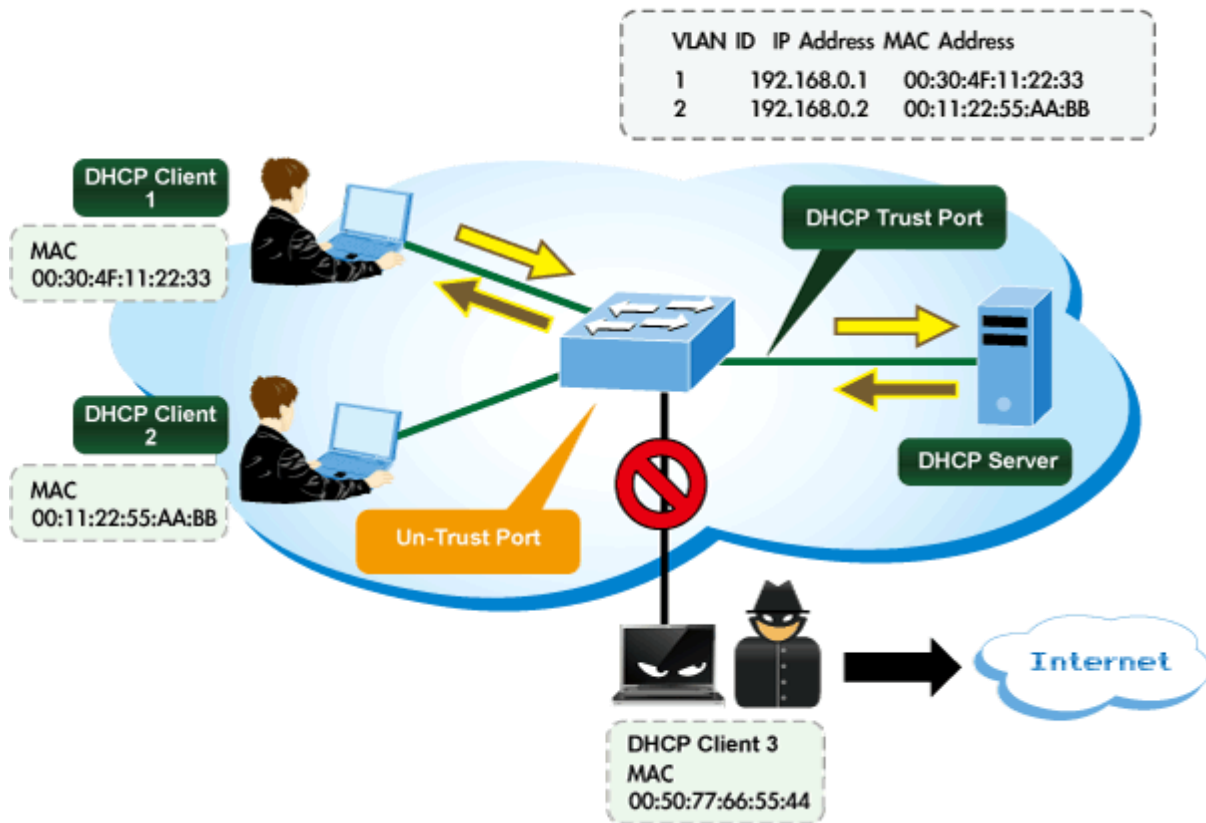 VLAN ID IP Address MAC Address
1 192.168.0.1 00:30:4F:11:22:33
2 192.168.0.2 00:11:22:55:AA:BB
DHCP Client
1
MAC
00:30:4F:11:22:33
DHCP Trust Port
DHCP Client
2
MAC
00:11:22:55:AA:BB
Un-Trust Port
DHCP Server
Internet
DHCP Client 3
MAC
00:50:77:66:55:44